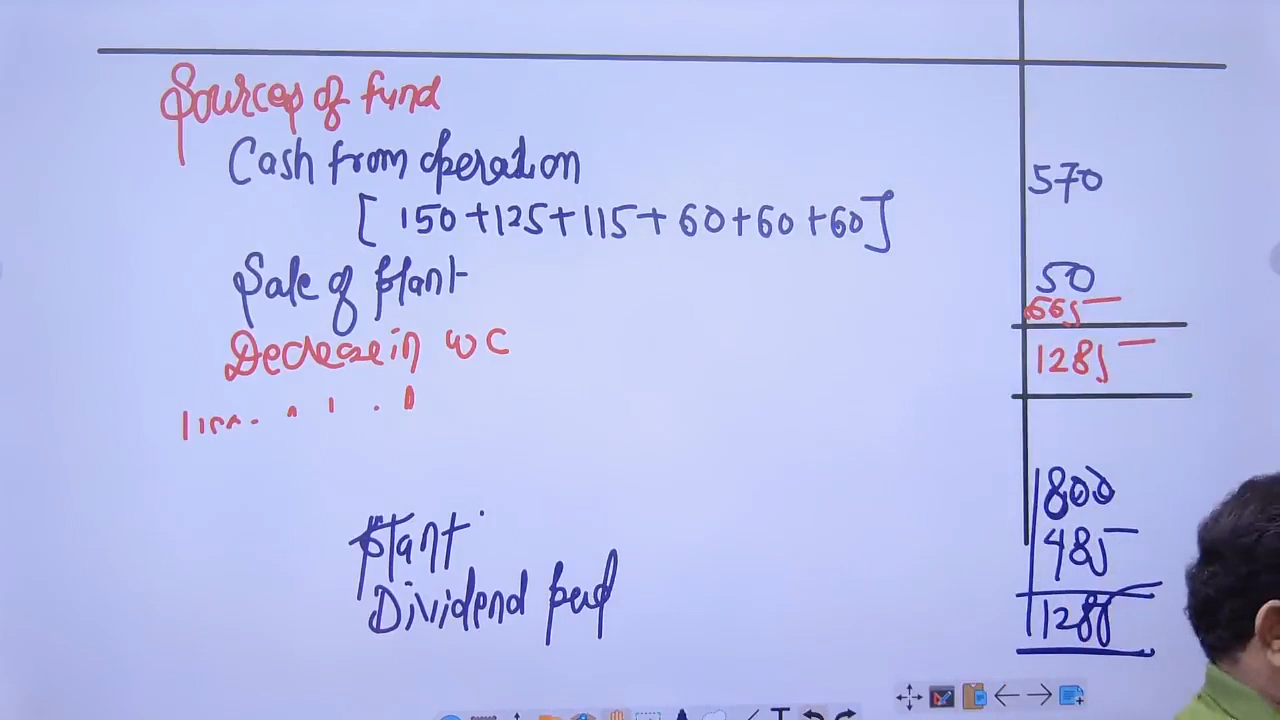 Sources of fund
Cash from operation 570
[ 150+125+115+60+60+60 ]
Sale of plant 50
Decrease in WC 665
1285
800
Plant 485
Dividend paid 1285